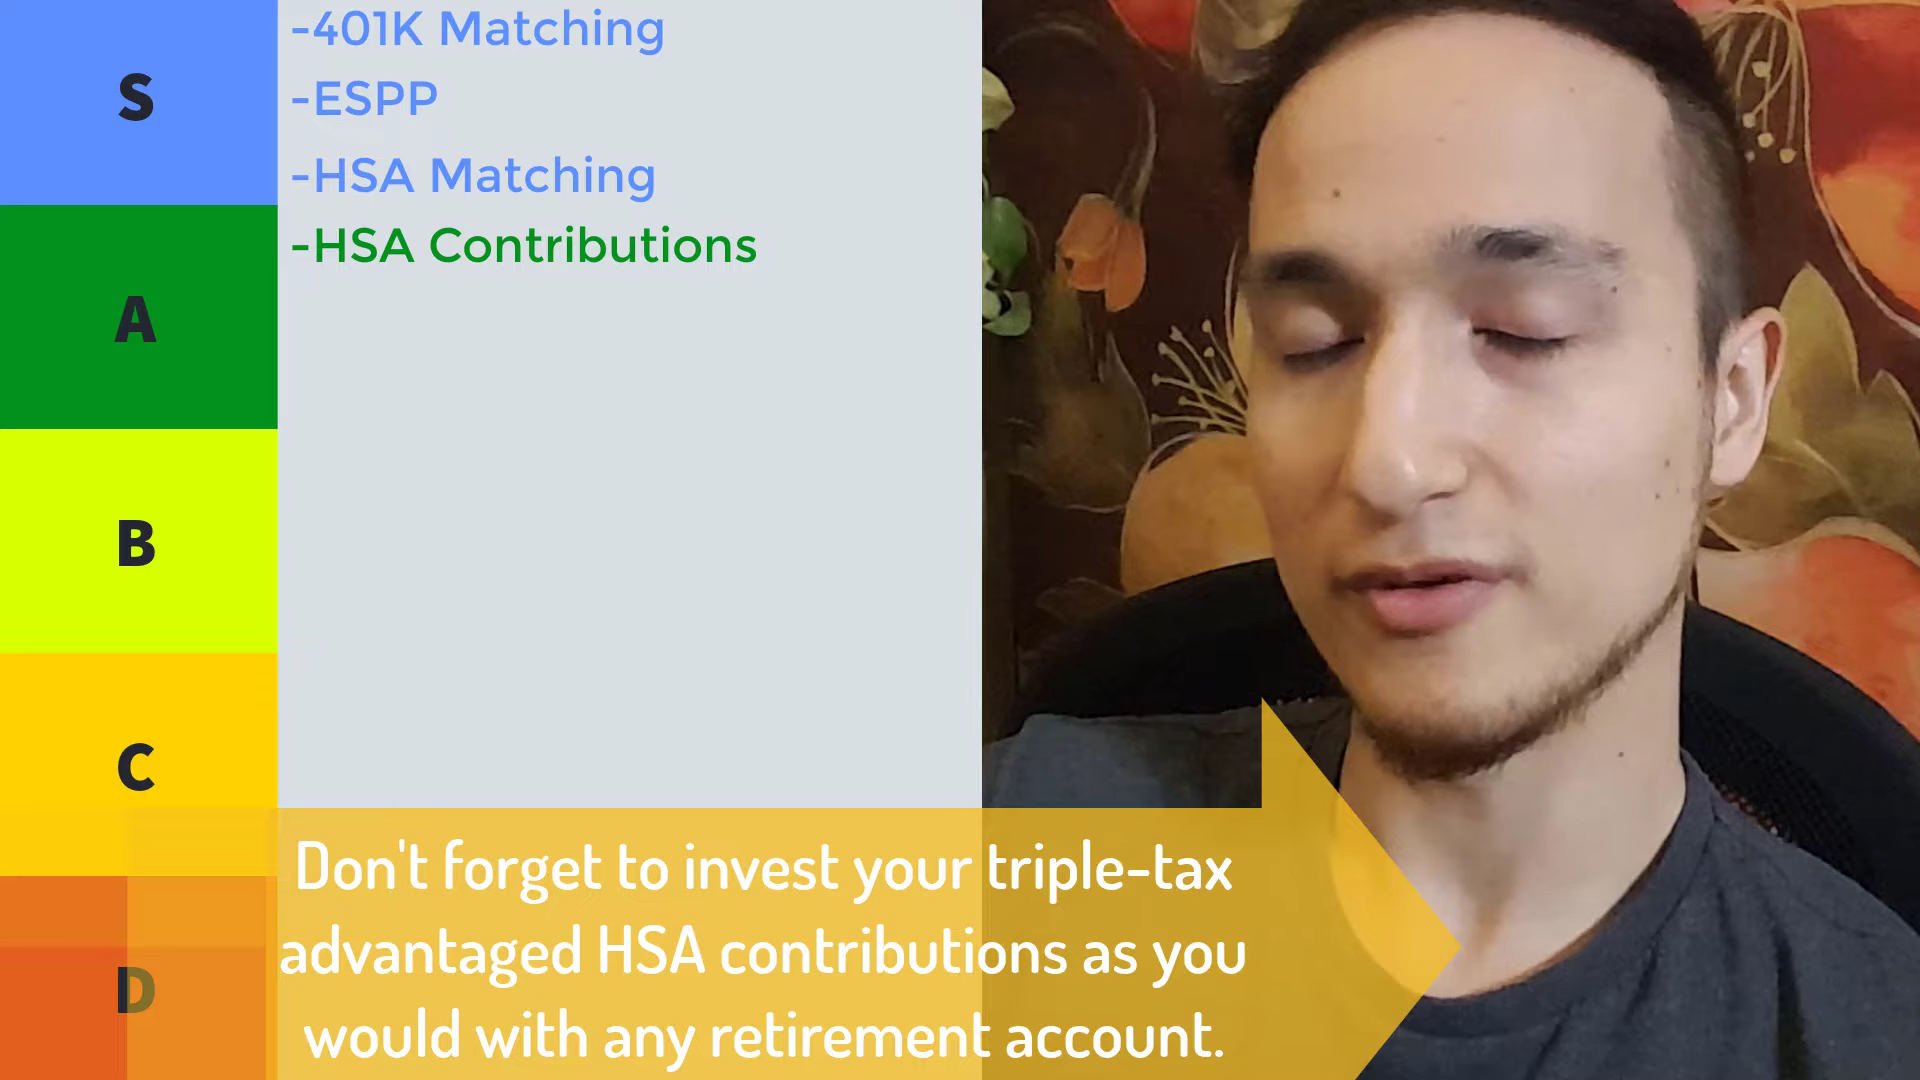 S
-401K Matching
-ESPP
-HSA Matching
A
-HSA Contributions
B
C
D
Don't forget to invest your triple-tax
advantaged HSA contributions as you
would with any retirement account.